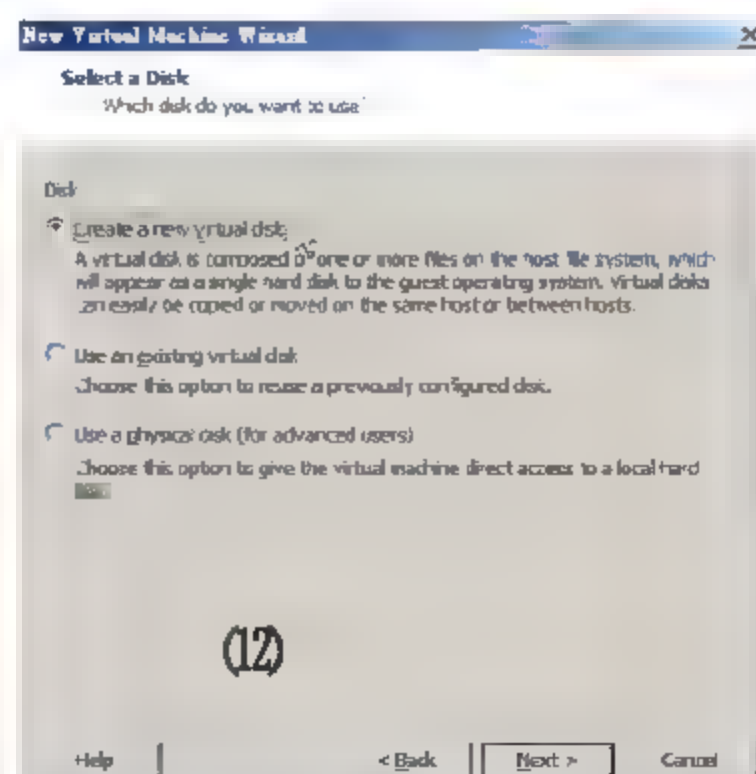 New Virtual Machine Wizard
Select a Disk
Which disk do you want to use
Disk
Create a new virtual disk
A virtual disk is composed of one or more files on the host file system, which
will appear as a single hard disk to the guest operating system. Virtual disks
can easily be copied or moved on the same host or between hosts.
Use an existing virtual disk
Choose this option to reuse a previously configured disk.
Use a physical disk (for advanced users)
Choose this option to give the virtual machine direct access to a local hard
(12)
Help
< Back
Next >
Cancel